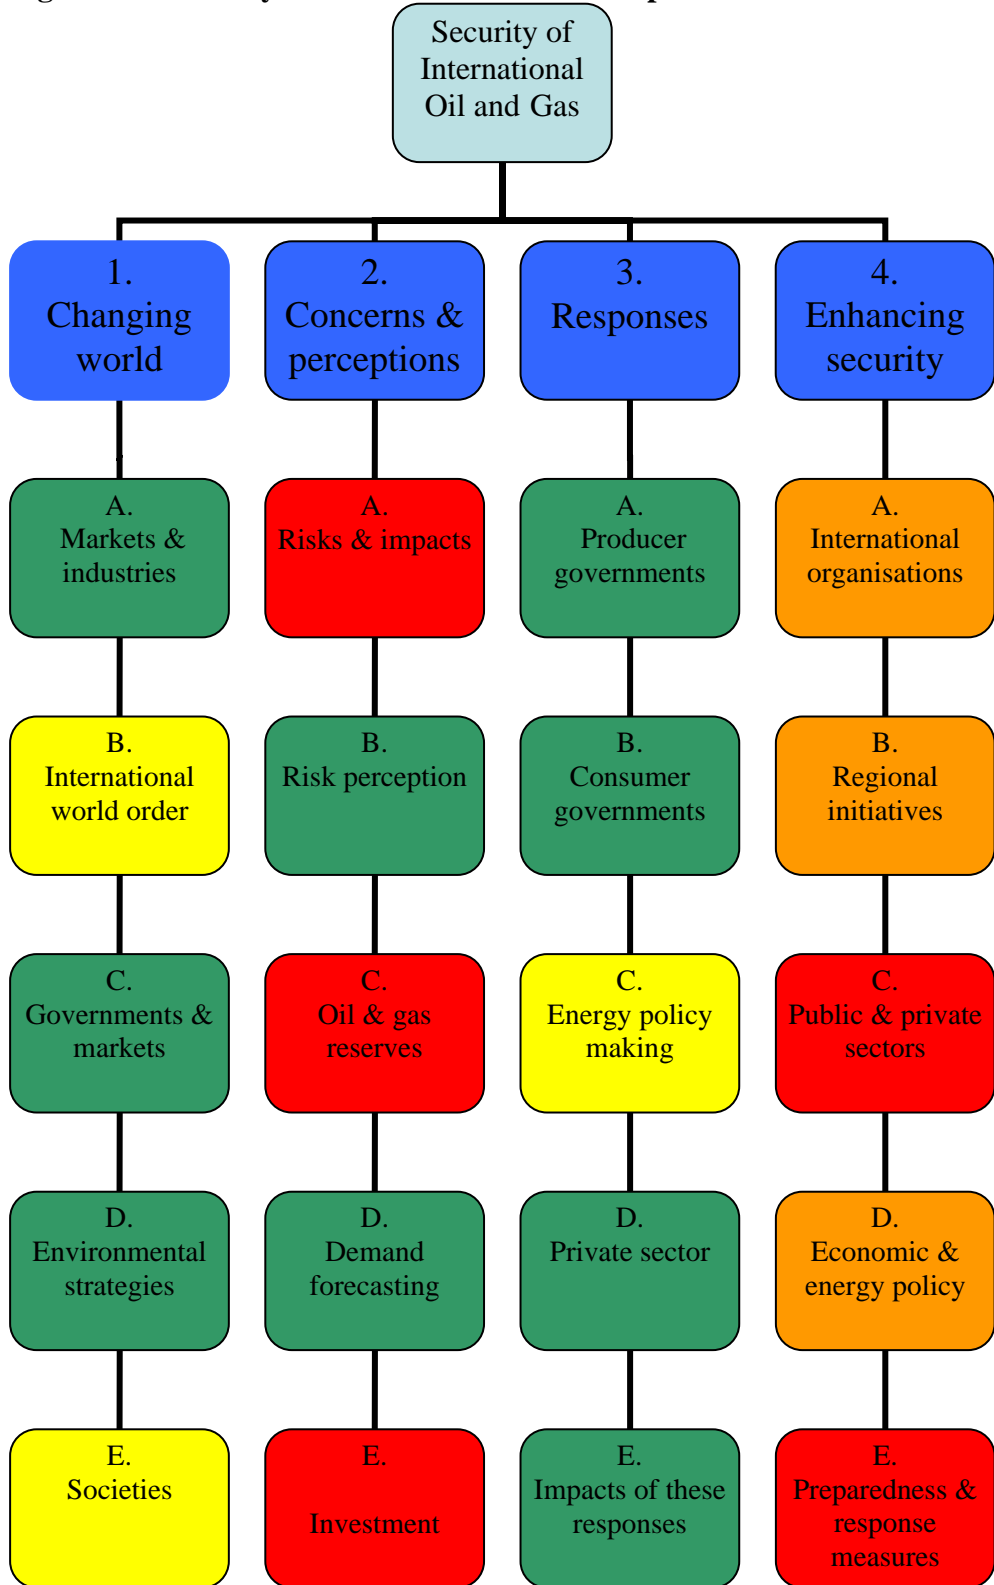 Security of
International
Oil and Gas
1.
Changing
world
2.
Concerns &
perceptions
3.
Responses
4.
Enhancing
security
A.
Markets &
industries
A.
Risks & impacts
A.
Producer
governments
A.
International
organisations
B.
International
world order
B.
Risk perception
B.
Consumer
governments
B.
Regional
initiatives
C.
Governments &
markets
C.
Oil & gas
reserves
C.
Energy policy
making
C.
Public & private
sectors
D.
Environmental
strategies
D.
Demand
forecasting
D.
Private sector
D.
Economic &
energy policy
E.
Societies
E.
Investment
E.
Impacts of these
responses
E.
Preparedness &
response
measures